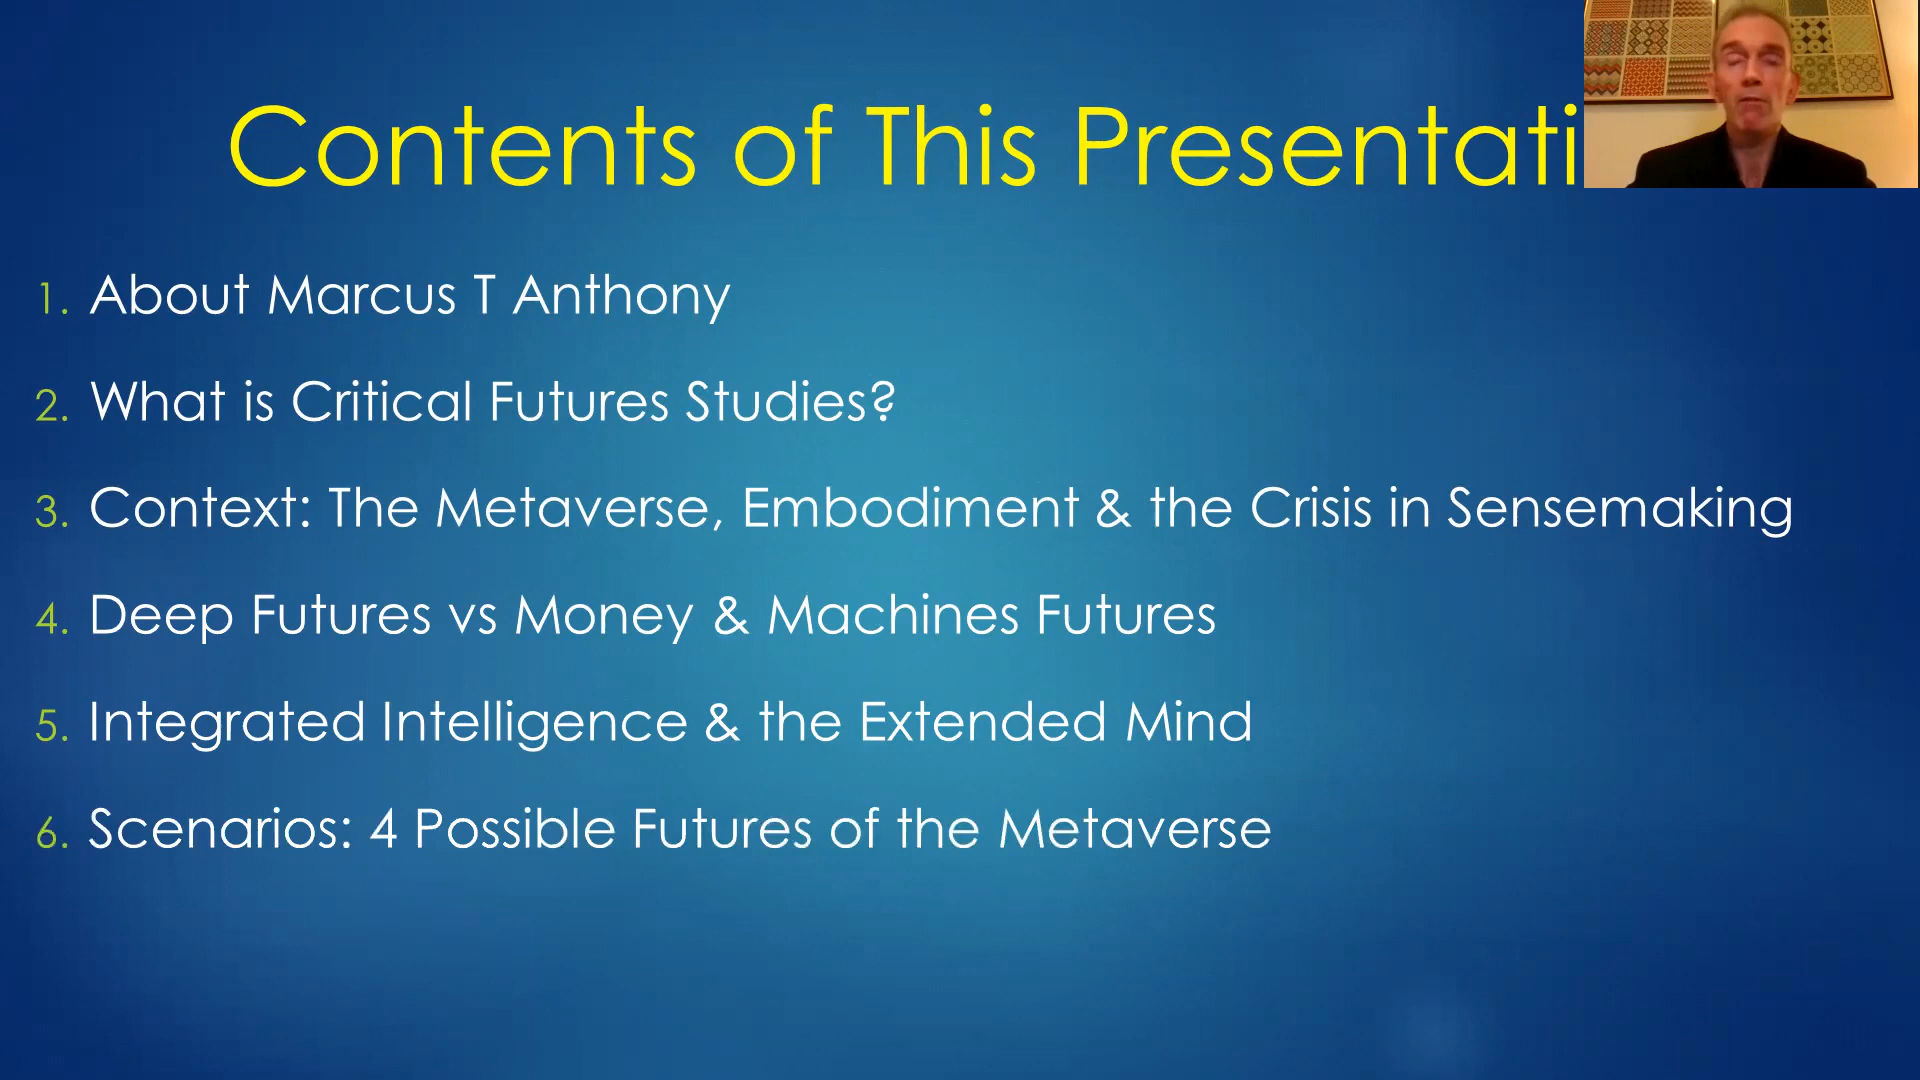 Contents of This Presentati
1. About Marcus T Anthony
2. What is Critical Futures Studies?
3. Context: The Metaverse, Embodiment & the Crisis in Sensemaking
4. Deep Futures vs Money & Machines Futures
5. Integrated Intelligence & the Extended Mind
6. Scenarios: 4 Possible Futures of the Metaverse